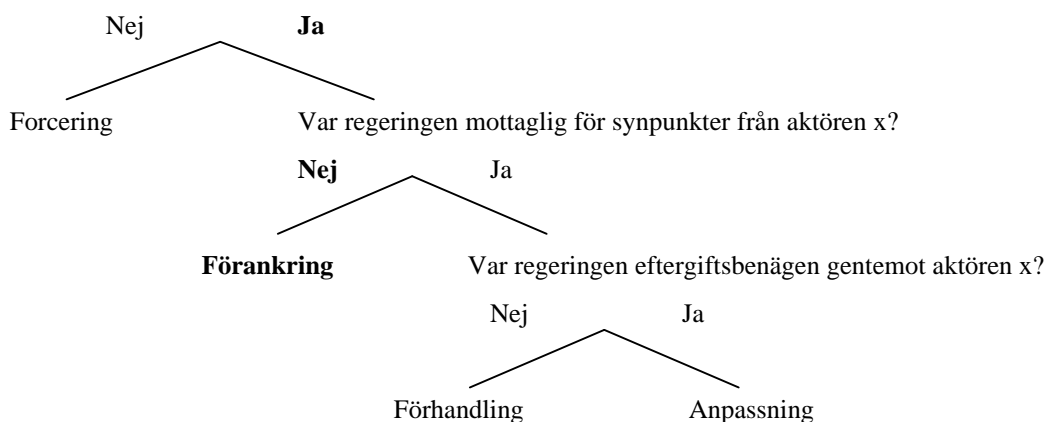 Nej Ja
Forcering Var regeringen mottaglig för synpunkter från aktören x?
Nej Ja
Förankring Var regeringen eftergiftsbenägen gentemot aktören x?
Nej Ja
Förhandling Anpassning